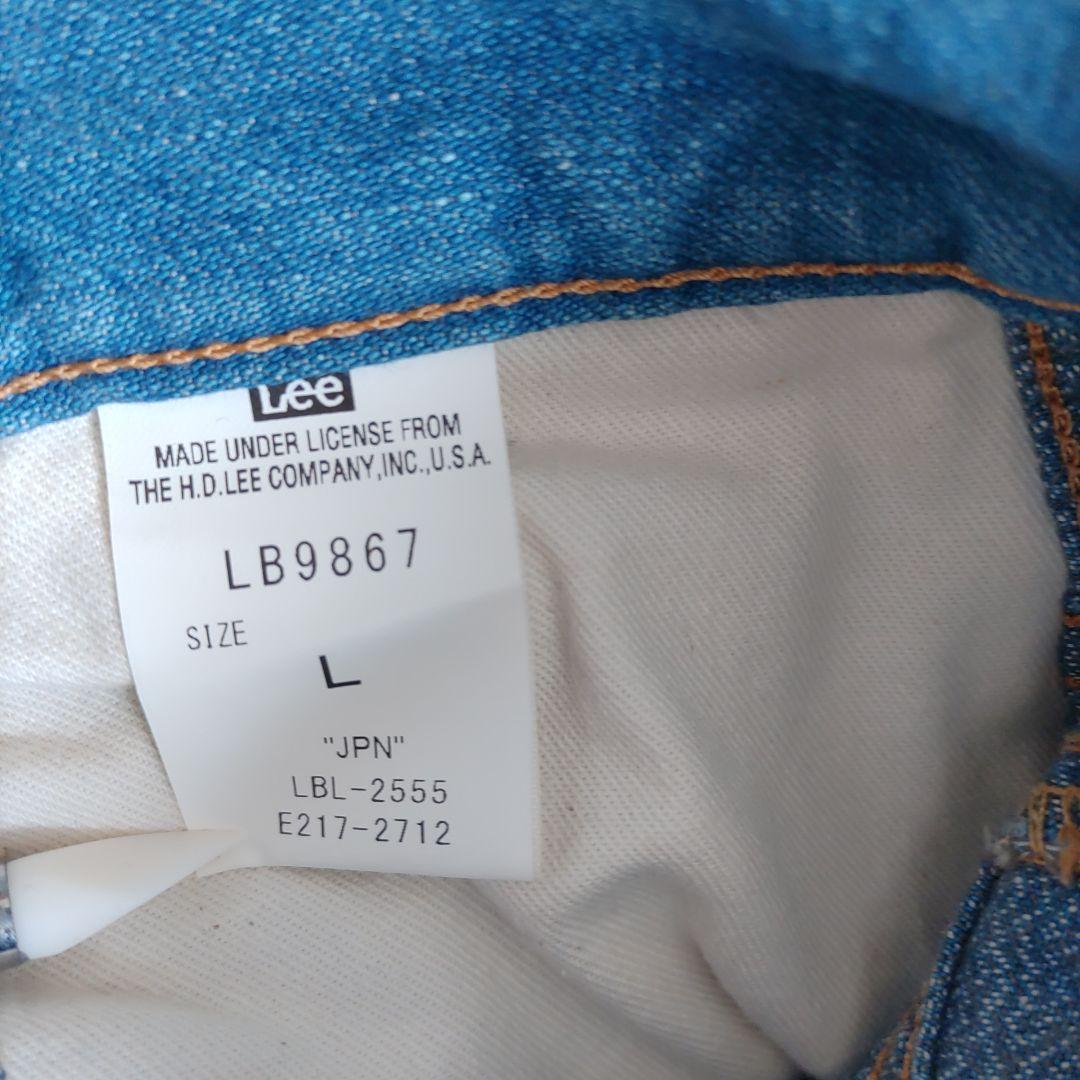 Lee
MADE UNDER LICENSE FROM
THE H.D.LEE COMPANY,INC.,U.S.A.
LB9867
SIZE
L
"JPN"
LBL-2555
E217-2712